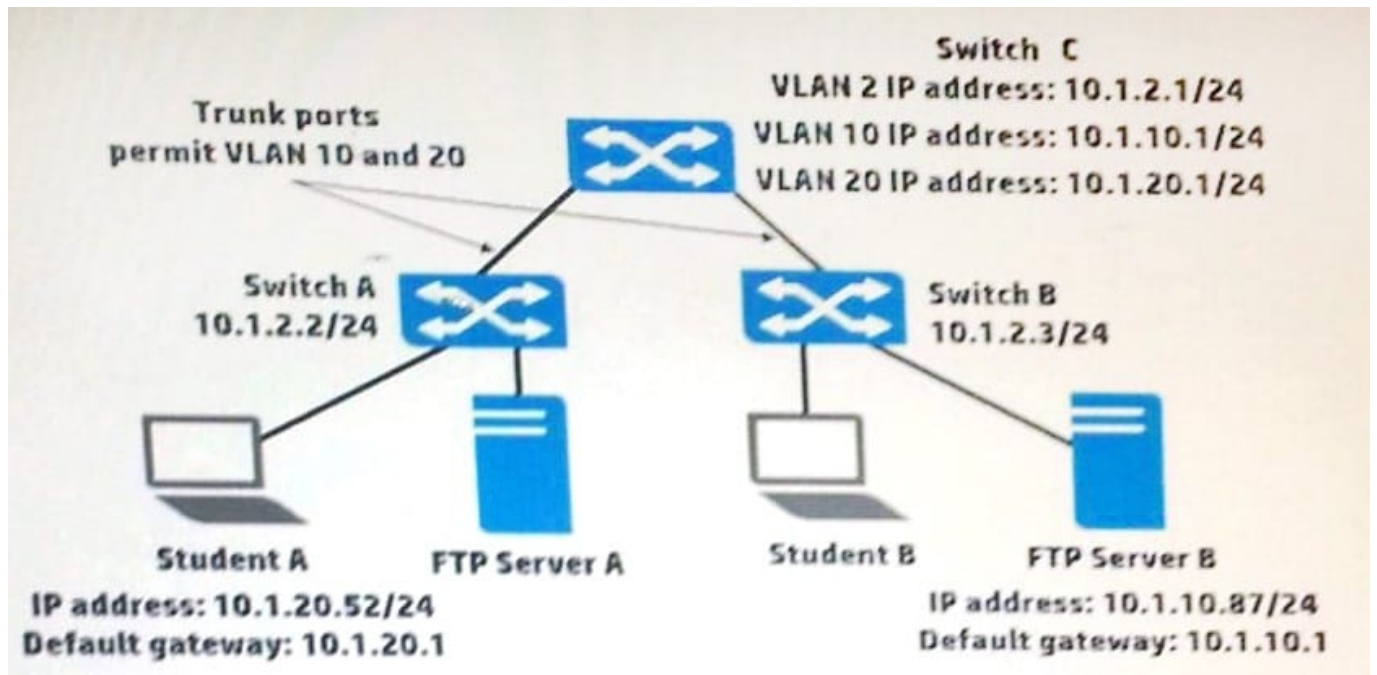 Switch C
VLAN 2 IP address: 10.1.2.1/24
VLAN 10 IP address: 10.1.10.1/24
VLAN 20 IP address: 10.1.20.1/24
Trunk ports
permit VLAN 10 and 20
Switch A
10.1.2.2/24
Switch B
10.1.2.3/24
Student A
IP address: 10.1.20.52/24
Default gateway: 10.1.20.1
FTP Server A
Student B
FTP Server B
IP address: 10.1.10.87/24
Default gateway: 10.1.10.1